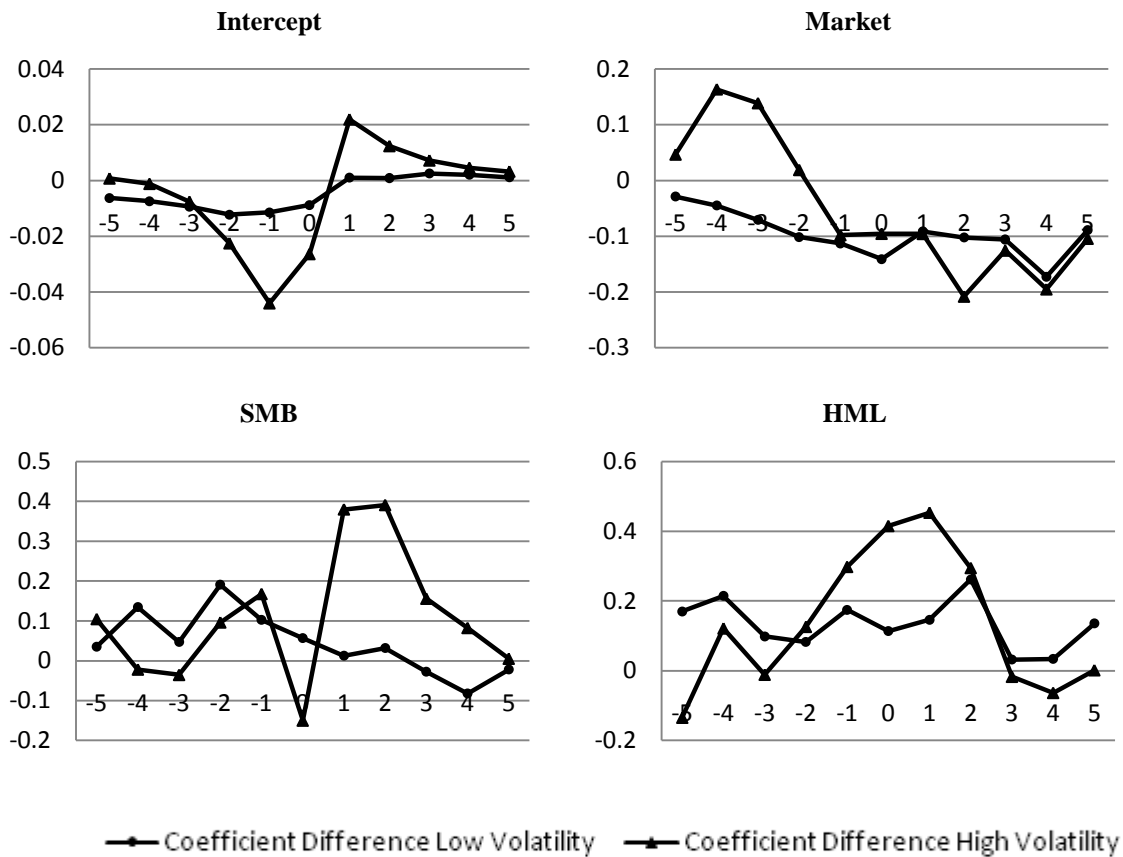 Intercept
0.04
0.02
0
-0.02
-0.04
-0.06
-5 -4 -3 -2 -1 0 1 2 3 4 5
Market
0.2
0.1
0
-0.1
-0.2
-0.3
-5 -4 -3 -2 -1 0 1 2 3 4 5
SMB
0.5
0.4
0.3
0.2
0.1
0
-0.1
-0.2
-5 -4 -3 -2 -1 0 1 2 3 4 5
HML
0.6
0.4
0.2
0
-0.2
-5 -4 -3 -2 -1 0 1 2 3 4 5
Coefficient Difference Low Volatility
Coefficient Difference High Volatility